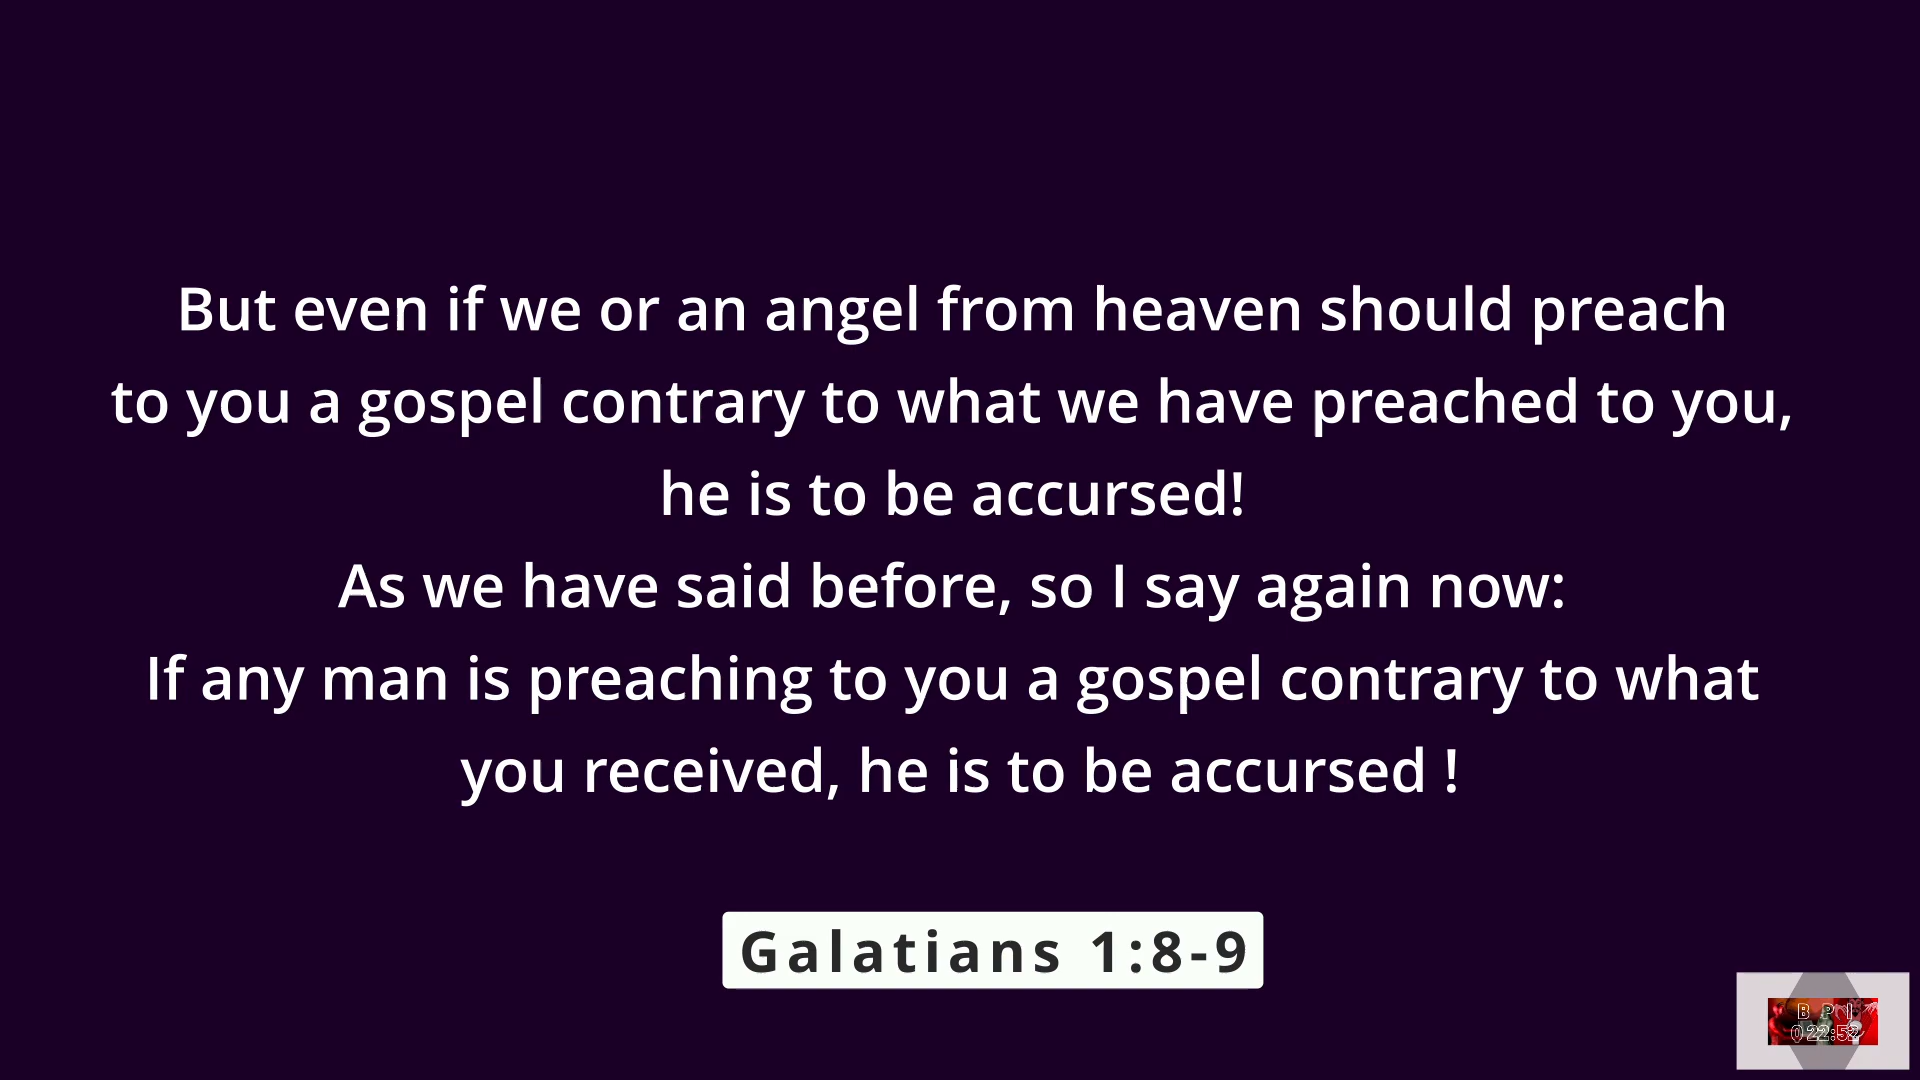 But even if we or an angel from heaven should preach
to you a gospel contrary to what we have preached to you,
he is to be accursed!
As we have said before, so I say again now:
If any man is preaching to you a gospel contrary to what
you received, he is to be accursed !
Galatians 1:8-9
B P I
0 22:52